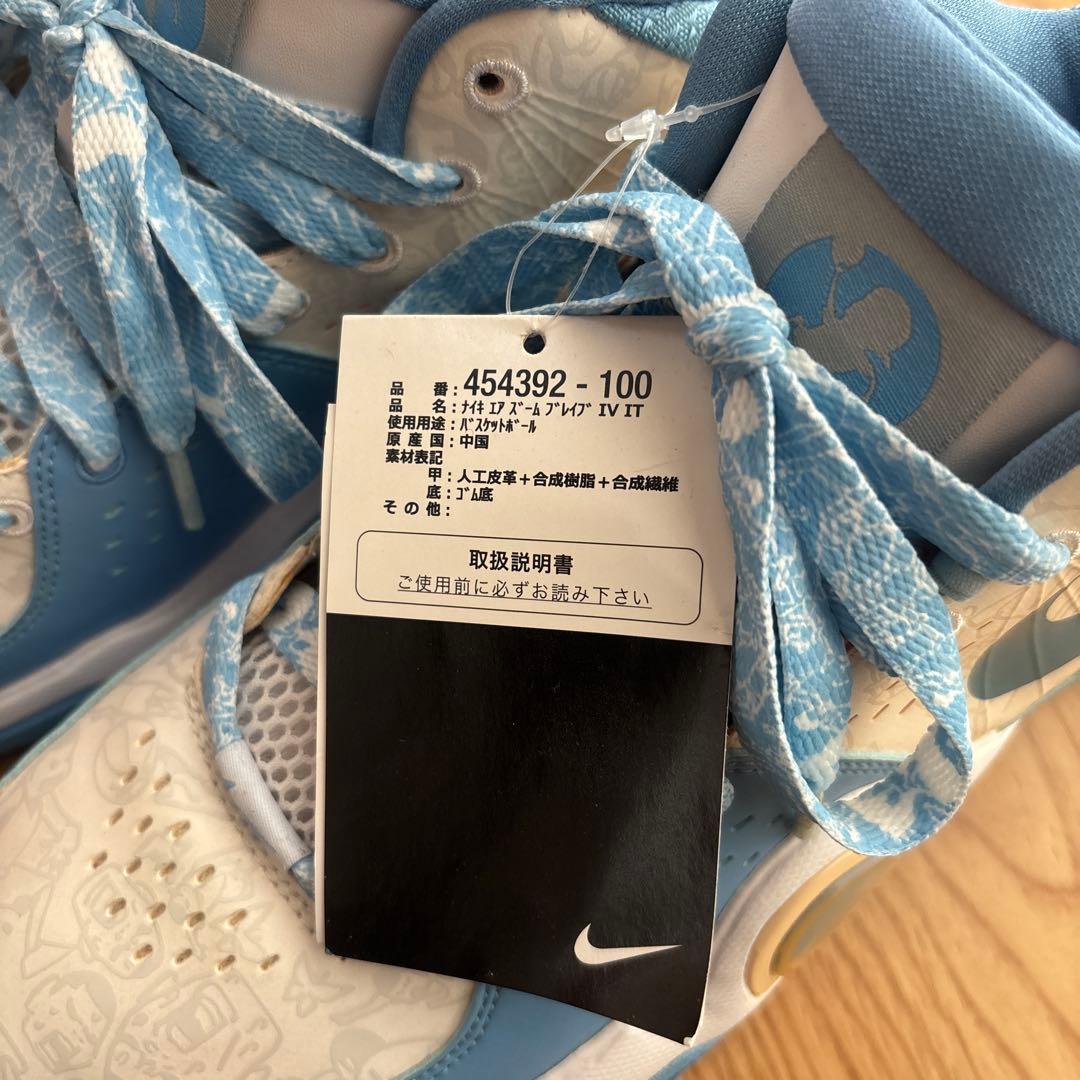 品 番 : 454392 - 100
品 名 : ﾅｲｷ ｴｱ ｽﾞｰﾑ ﾌﾞﾚｲﾌﾞ IV IT
使用用途 : ﾊﾞｽｹｯﾄﾎﾞｰﾙ
原 産 国 : 中国
素材表記
甲 : 人工皮革＋合成樹脂＋合成繊維
底 : ｺﾞﾑ底
そ の 他 :
取扱説明書
ご使用前に必ずお読み下さい